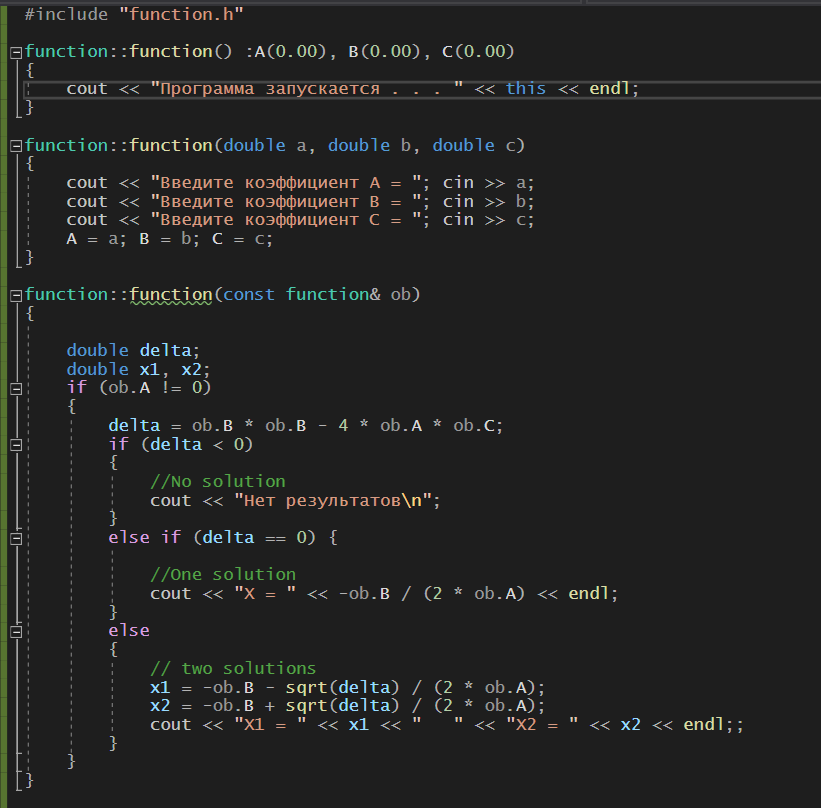 #include "function.h"
function::function() :A(0.00), B(0.00), C(0.00)
{
cout << "Программа запускается . . . " << this << endl;
}
function::function(double a, double b, double c)
{
cout << "Введите коэффициент A = "; cin >> a;
cout << "Введите коэффициент B = "; cin >> b;
cout << "Введите коэффициент C = "; cin >> c;
A = a; B = b; C = c;
}
function::function(const function& ob)
{
double delta;
double x1, x2;
if (ob.A != 0)
{
delta = ob.B * ob.B - 4 * ob.A * ob.C;
if (delta < 0)
{
//No solution
cout << "Нет результатов\n";
}
else if (delta == 0) {
//One solution
cout << "X = " << -ob.B / (2 * ob.A) << endl;
}
else
{
// two solutions
x1 = -ob.B - sqrt(delta) / (2 * ob.A);
x2 = -ob.B + sqrt(delta) / (2 * ob.A);
cout << "X1 = " << x1 << "   " << "X2 = " << x2 << endl;;
}
}
}